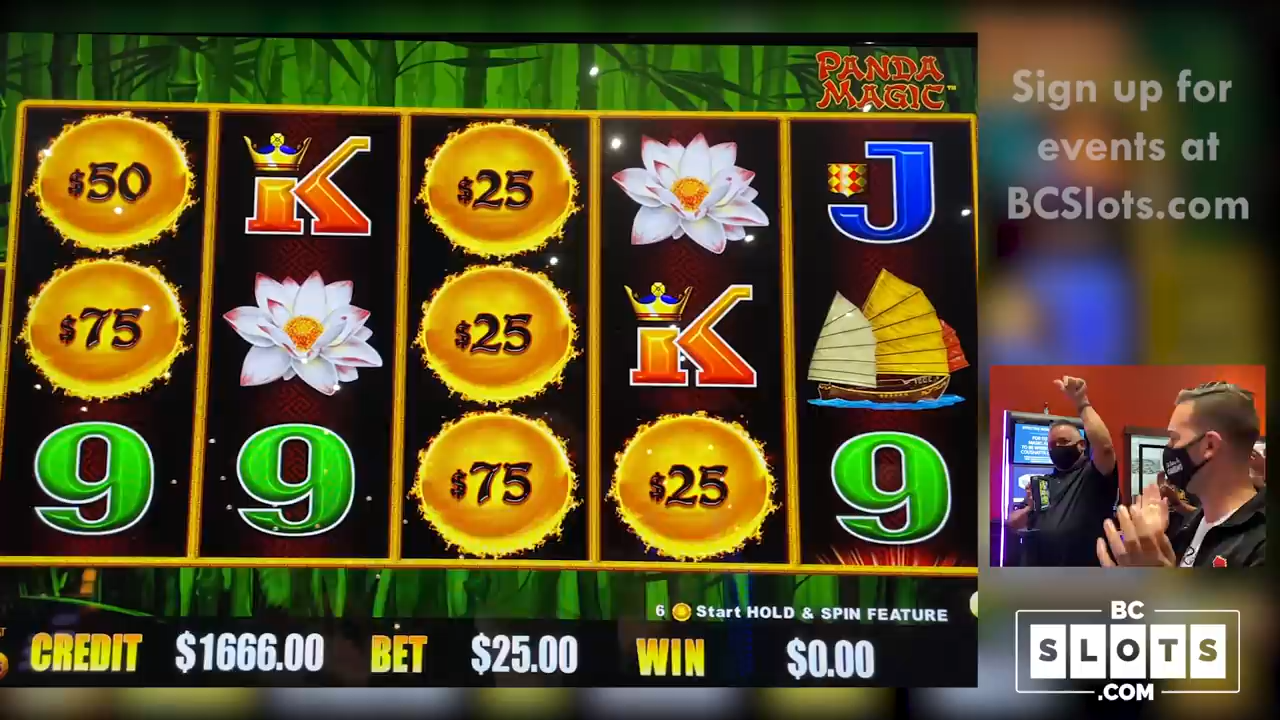 PANDA
MAGIC™
$50
K
$25
J
$75
$25
K
9
9
$75
$25
9
6 Start HOLD & SPIN FEATURE
CREDIT $1666.00 BET $25.00 WIN $0.00
Sign up for
events at
BCSlots.com
BC
SLOTS
.COM